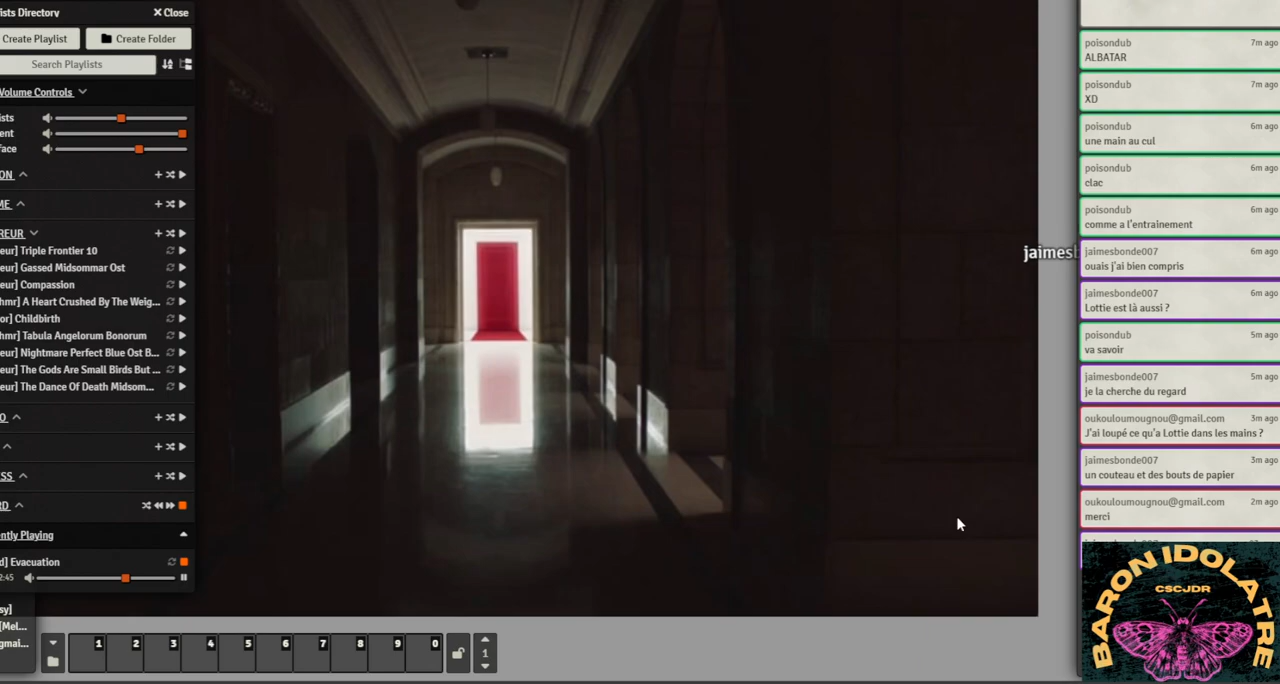 ists Directory
Close
Create Playlist
Create Folder
Search Playlists
Volume Controls
ists
ent
face
ON
ME
REUR
eur] Triple Frontier 10
eur] Gassed Midsommar Ost
eur] Compassion
hmr] A Heart Crushed By The Weig...
or] Childbirth
hmr] Tabula Angelorum Bonorum
eur] Nightmare Perfect Blue Ost B...
eur] The Gods Are Small Birds But ...
eur] The Dance Of Death Midsom...
O
SS
RD
ently Playing
d] Evacuation
2:45
sy]
[Mel...
gmai...
1 2 3 4 5 6 7 8 9 0
1
jaimesb
poisondub 7m ago
ALBATAR
poisondub 7m ago
XD
poisondub 6m ago
une main au cul
poisondub 6m ago
clac
poisondub 6m ago
comme a l'entrainement
jaimesbonde007 6m ago
ouais j'ai bien compris
jaimesbonde007 6m ago
Lottie est là aussi ?
poisondub 5m ago
va savoir
jaimesbonde007 5m ago
je la cherche du regard
oukouloumougnou@gmail.com 3m ago
J'ai loupé ce qu'a Lottie dans les mains ?
jaimesbonde007 3m ago
un couteau et des bouts de papier
oukouloumougnou@gmail.com 2m ago
merci
BARON IDOLATRE
CSCJDR